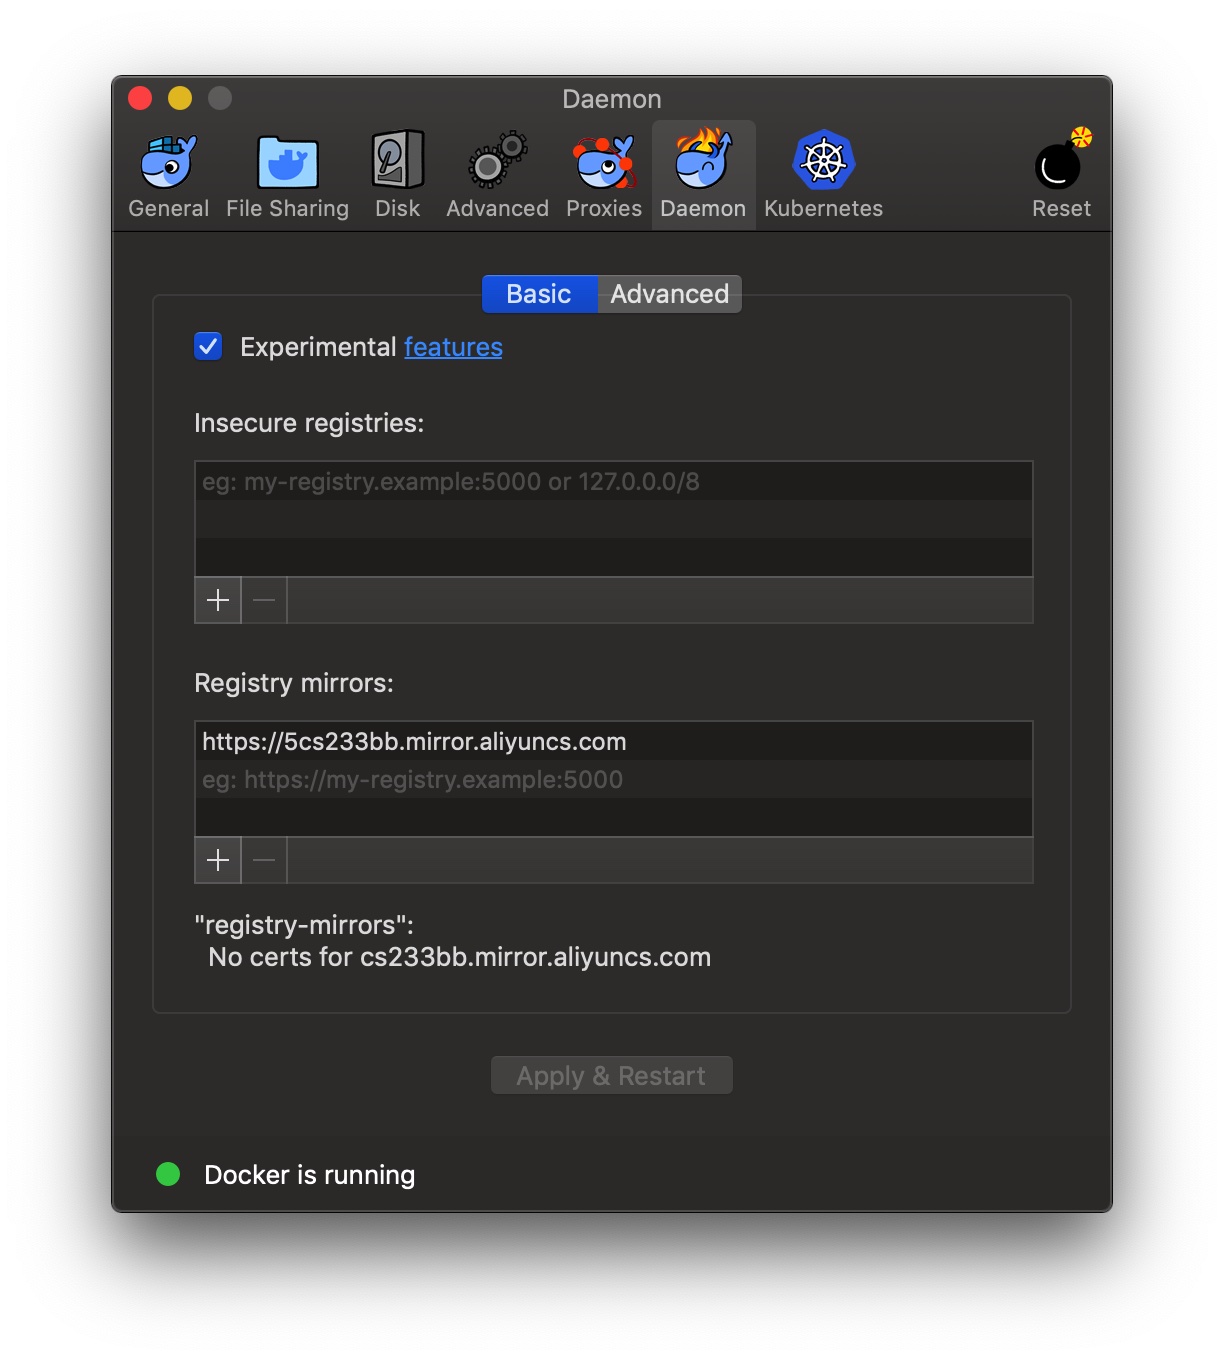 Daemon
General
File Sharing
Disk
Advanced
Proxies
Daemon
Kubernetes
Reset
Basic
Advanced
Experimental features
Insecure registries:
eg: my-registry.example:5000 or 127.0.0.0/8
Registry mirrors:
https://5cs233bb.mirror.aliyuncs.com
eg: https://my-registry.example:5000
"registry-mirrors":
No certs for cs233bb.mirror.aliyuncs.com
Apply & Restart
Docker is running